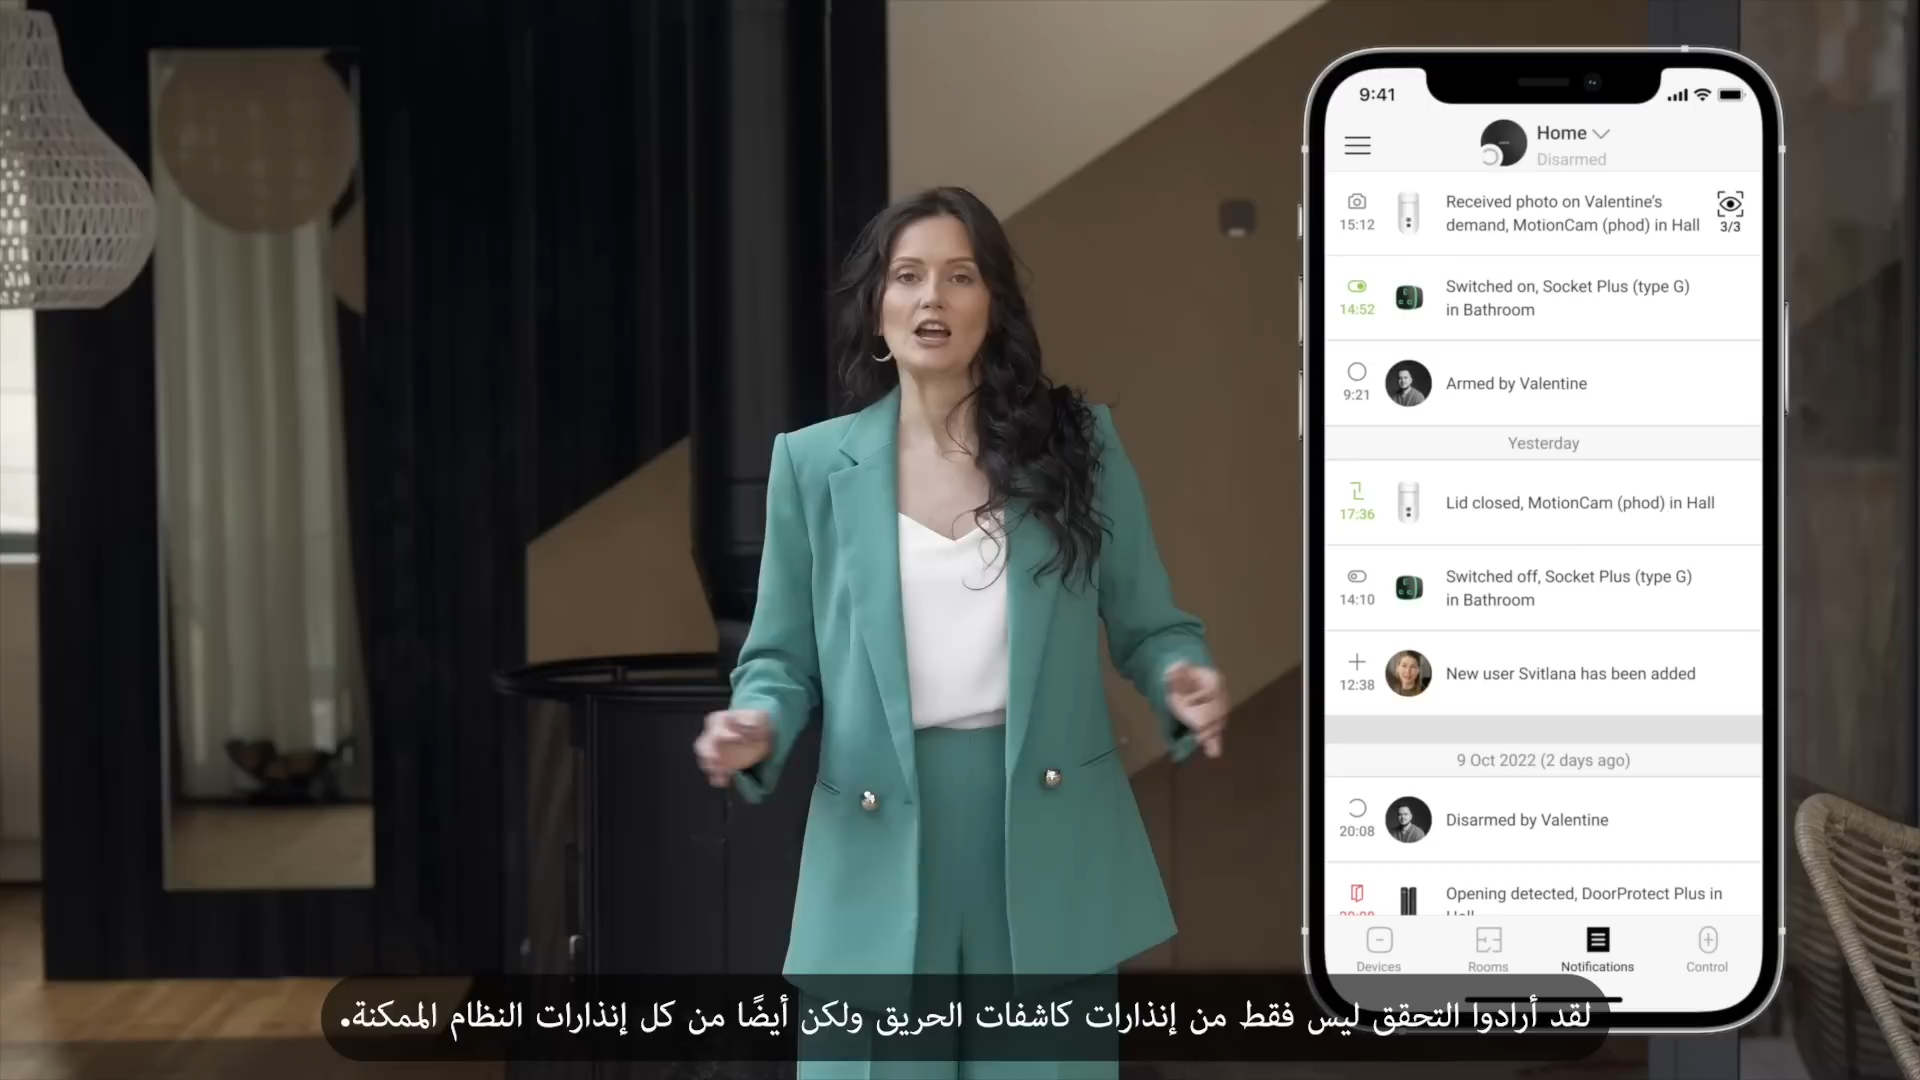 9:41
Home
Disarmed
15:12
Received photo on Valentine's
demand, MotionCam (phod) in Hall
3/3
14:52
Switched on, Socket Plus (type G)
in Bathroom
9:21
Armed by Valentine
Yesterday
17:36
Lid closed, MotionCam (phod) in Hall
14:10
Switched off, Socket Plus (type G)
in Bathroom
12:38
New user Svitlana has been added
9 Oct 2022 (2 days ago)
20:08
Disarmed by Valentine
Opening detected, DoorProtect Plus in
Devices
Rooms
Notifications
Control
لقد أرادوا التحقق ليس فقط من إنذارات كاشفات الحريق ولكن أيضًا من كل إنذارات النظام الممكنة.